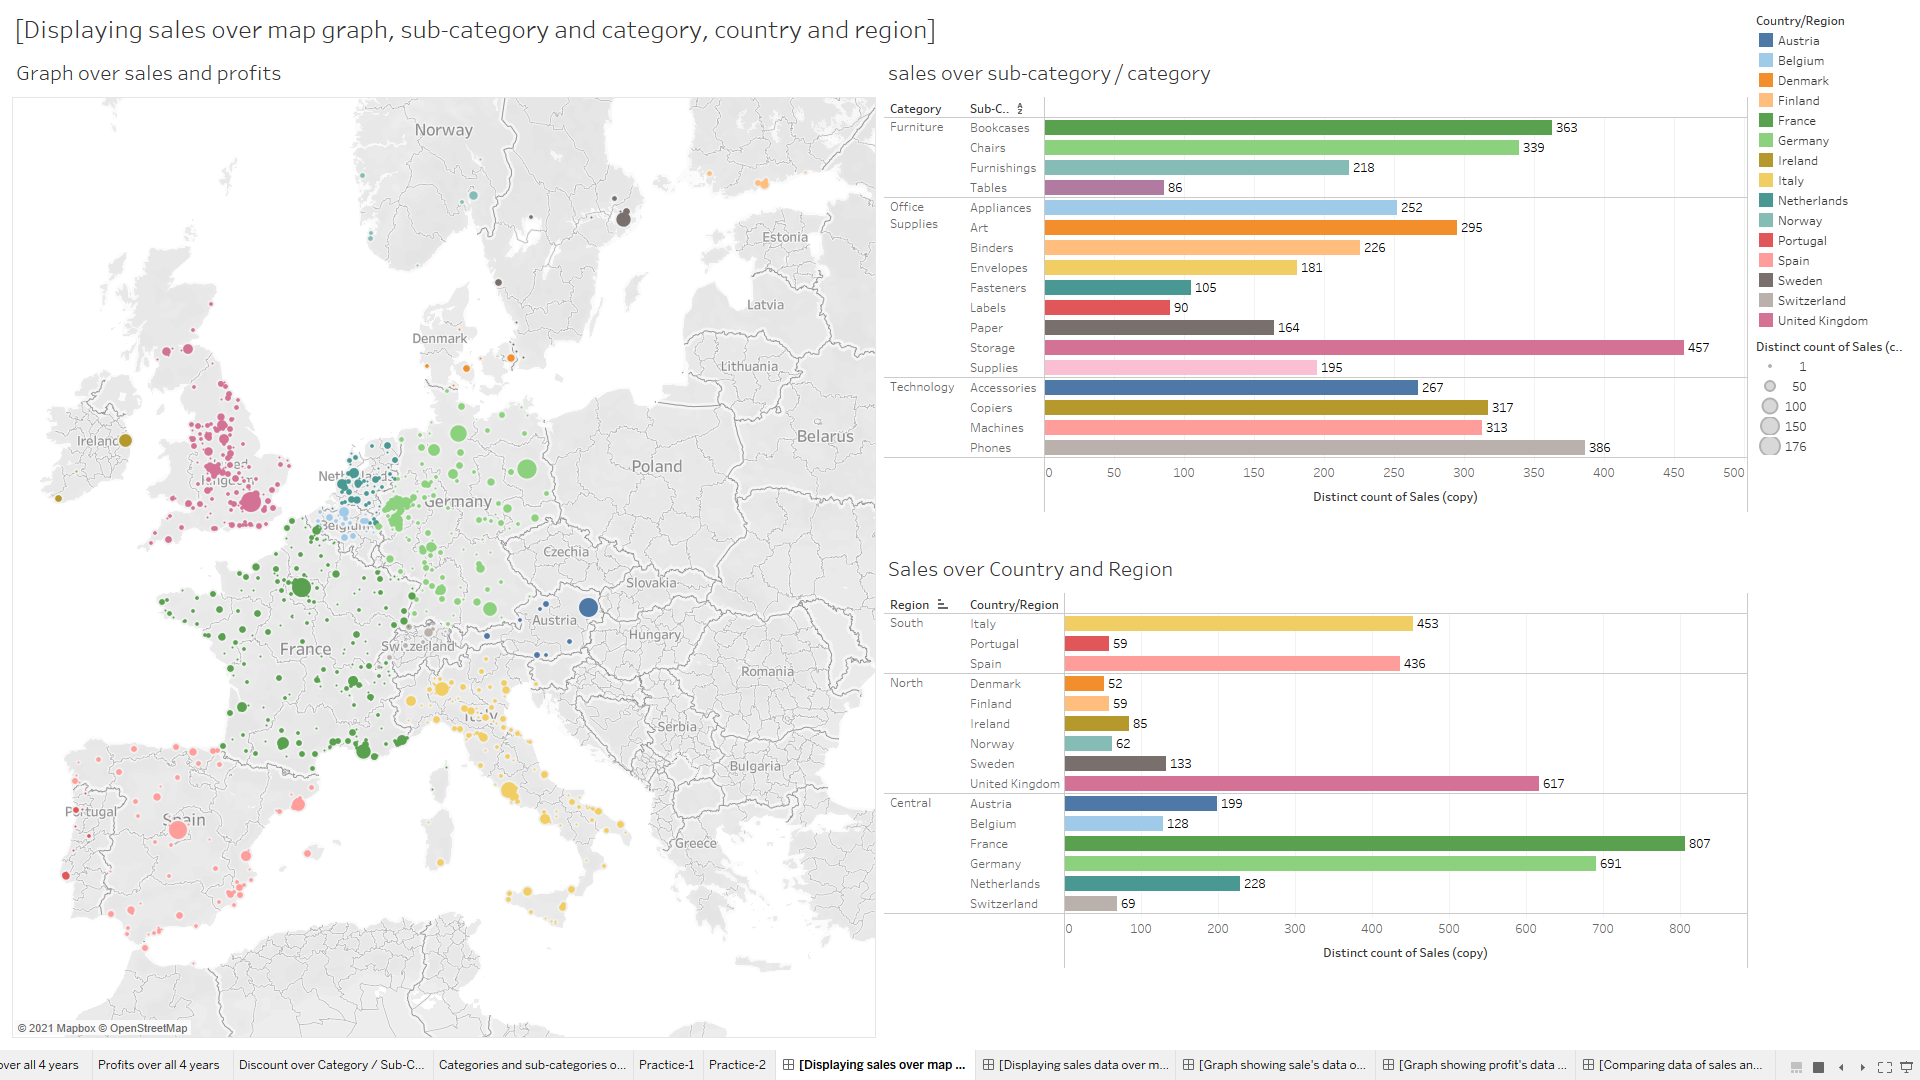 [Displaying sales over map graph, sub-category and category, country and region]
Graph over sales and profits
Norway
Estonia
Latvia
Denmark
Lithuania
Ireland
Belarus
Poland
United
Kingdom
Netherlands
Germany
Belgium
Czechia
Slovakia
Austria
Hungary
France
Switzerland
Romania
Italy
Serbia
Bulgaria
Portugal
Spain
Greece
© 2021 Mapbox © OpenStreetMap
sales over sub-category / category
Category Sub-C..
Furniture Bookcases 363
Chairs 339
Furnishings 218
Tables 86
Office Supplies Appliances 252
Art 295
Binders 226
Envelopes 181
Fasteners 105
Labels 90
Paper 164
Storage 457
Supplies 195
Technology Accessories 267
Copiers 317
Machines 313
Phones 386
0 50 100 150 200 250 300 350 400 450 500
Distinct count of Sales (copy)
Sales over Country and Region
Region Country/Region
South Italy 453
Portugal 59
Spain 436
North Denmark 52
Finland 59
Ireland 85
Norway 62
Sweden 133
United Kingdom 617
Central Austria 199
Belgium 128
France 807
Germany 691
Netherlands 228
Switzerland 69
0 100 200 300 400 500 600 700 800
Distinct count of Sales (copy)
Country/Region
Austria
Belgium
Denmark
Finland
France
Germany
Ireland
Italy
Netherlands
Norway
Portugal
Spain
Sweden
Switzerland
United Kingdom
Distinct count of Sales (c..
1
50
100
150
176
over all 4 years Profits over all 4 years Discount over Category / Sub-C... Categories and sub-categories o... Practice-1 Practice-2 [Displaying sales over map ... [Displaying sales data over m... [Graph showing sale's data o... [Graph showing profit's data ... [Comparing data of sales an...